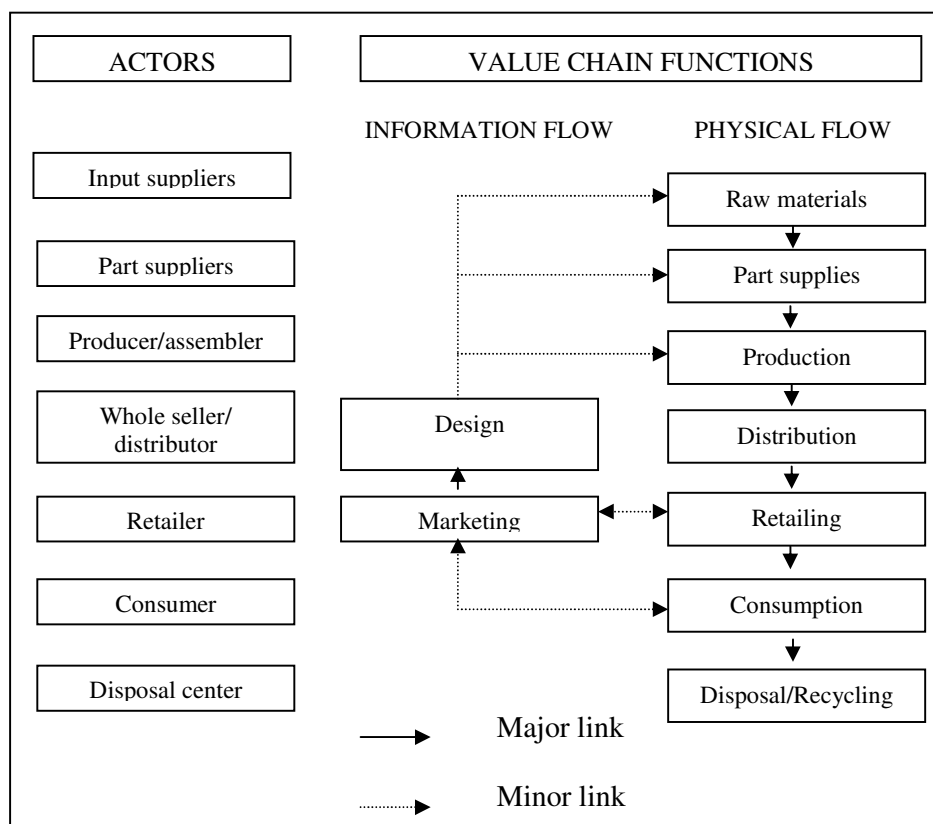 ACTORS
VALUE CHAIN FUNCTIONS
INFORMATION FLOW
PHYSICAL FLOW
Input suppliers
Raw materials
Part suppliers
Part supplies
Producer/assembler
Production
Whole seller/
distributor
Design
Distribution
Retailer
Marketing
Retailing
Consumer
Consumption
Disposal center
Disposal/Recycling
Major link
Minor link